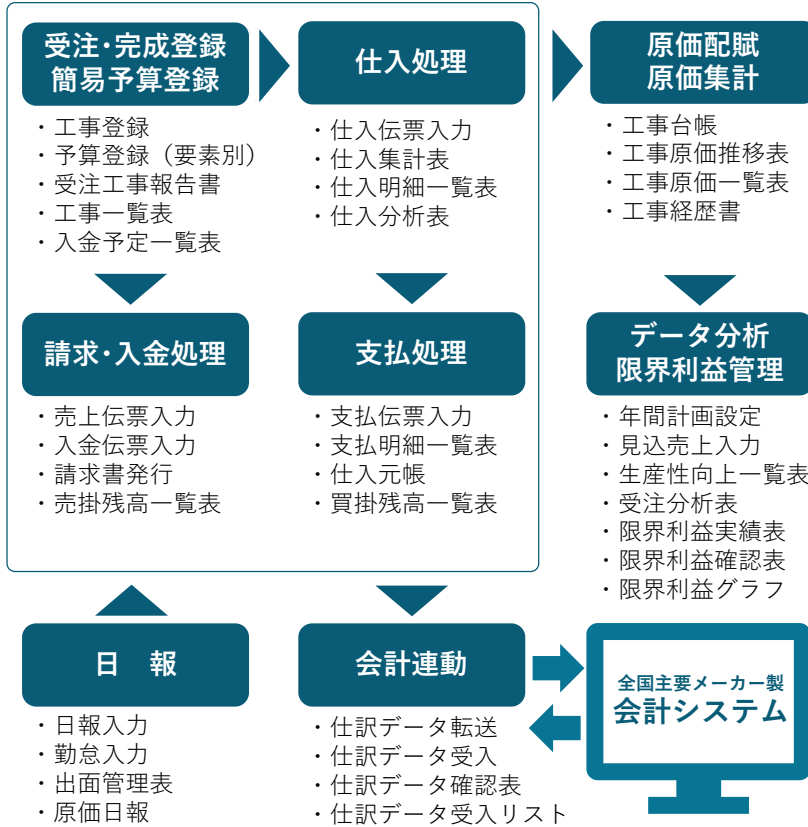 受注・完成登録
簡易予算登録
・工事登録
・予算登録（要素別）
・受注工事報告書
・工事一覧表
・入金予定一覧表
仕入処理
・仕入伝票入力
・仕入集計表
・仕入明細一覧表
・仕入分析表
原価配賦
原価集計
・工事台帳
・工事原価推移表
・工事原価一覧表
・工事経歴書
請求・入金処理
・売上伝票入力
・入金伝票入力
・請求書発行
・売掛残高一覧表
支払処理
・支払伝票入力
・支払明細一覧表
・仕入元帳
・買掛残高一覧表
データ分析
限界利益管理
・年間計画設定
・見込売上入力
・生産性向上一覧表
・受注分析表
・限界利益実績表
・限界利益確認表
・限界利益グラフ
日　報
・日報入力
・勤怠入力
・出面管理表
・原価日報
会計連動
・仕訳データ転送
・仕訳データ受入
・仕訳データ確認表
・仕訳データ受入リスト
全国主要メーカー製
会計システム